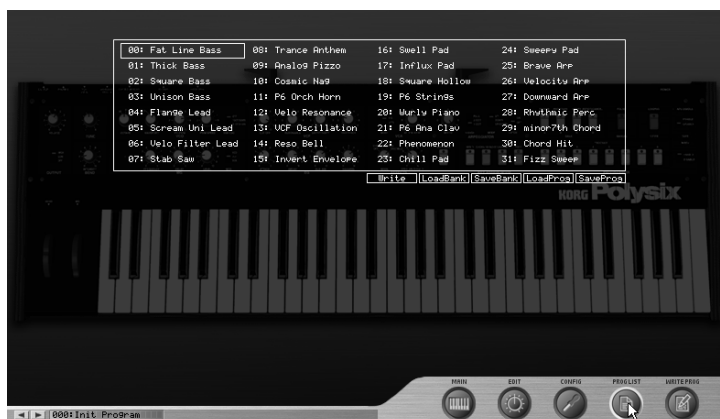 00: Fat Line Bass 08: Trance Anthem 16: Swell Pad 24: Sweepy Pad
01: Thick Bass 09: Analog Pizzo 17: Influx Pad 25: Brave Arp
02: Square Bass 10: Cosmic Nag 18: Square Hollow 26: Velocity Arp
03: Unison Bass 11: P6 Orch Horn 19: P6 Strings 27: Downward Arp
04: Flange Lead 12: Velo Resonance 20: Wurly Piano 28: Rhythmic Perc
05: Scream Uni Lead 13: VCF Oscillation 21: P6 Ana Clav 29: minor7th Chord
06: Velo Filter Lead 14: Reso Bell 22: Phenomenon 30: Chord Hit
07: Stab Saw 15: Invert Envelope 23: Chill Pad 31: Fizz Sweep
Write LoadBank SaveBank LoadProg SaveProg
KORG Polysix
MAIN EDIT CONFIG PROG LIST WRITE PROG
000:Init Program